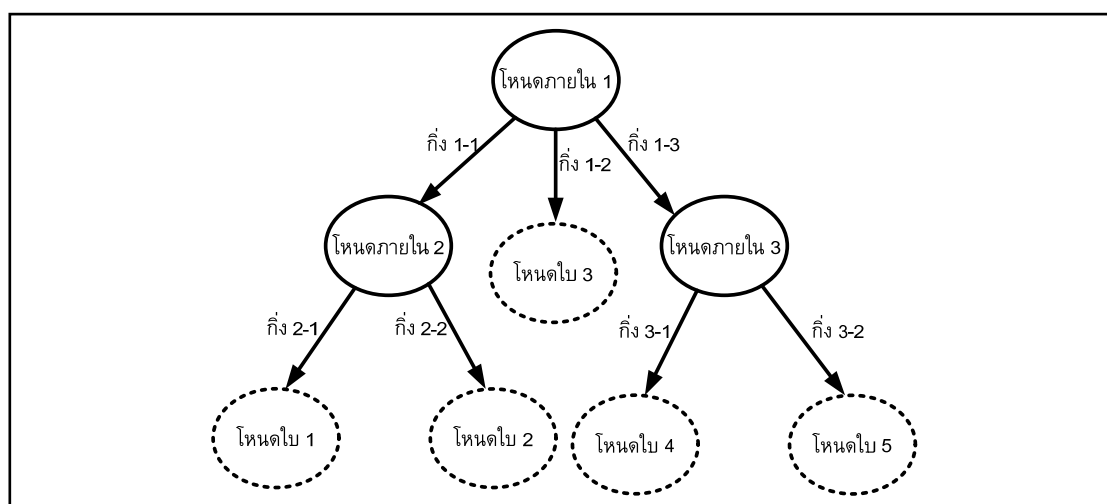 โหนดภายใน 1
กิ่ง 1-1
กิ่ง 1-2
กิ่ง 1-3
โหนดภายใน 2
โหนดใบ 3
โหนดภายใน 3
กิ่ง 2-1
กิ่ง 2-2
กิ่ง 3-1
กิ่ง 3-2
โหนดใบ 1
โหนดใบ 2
โหนดใบ 4
โหนดใบ 5